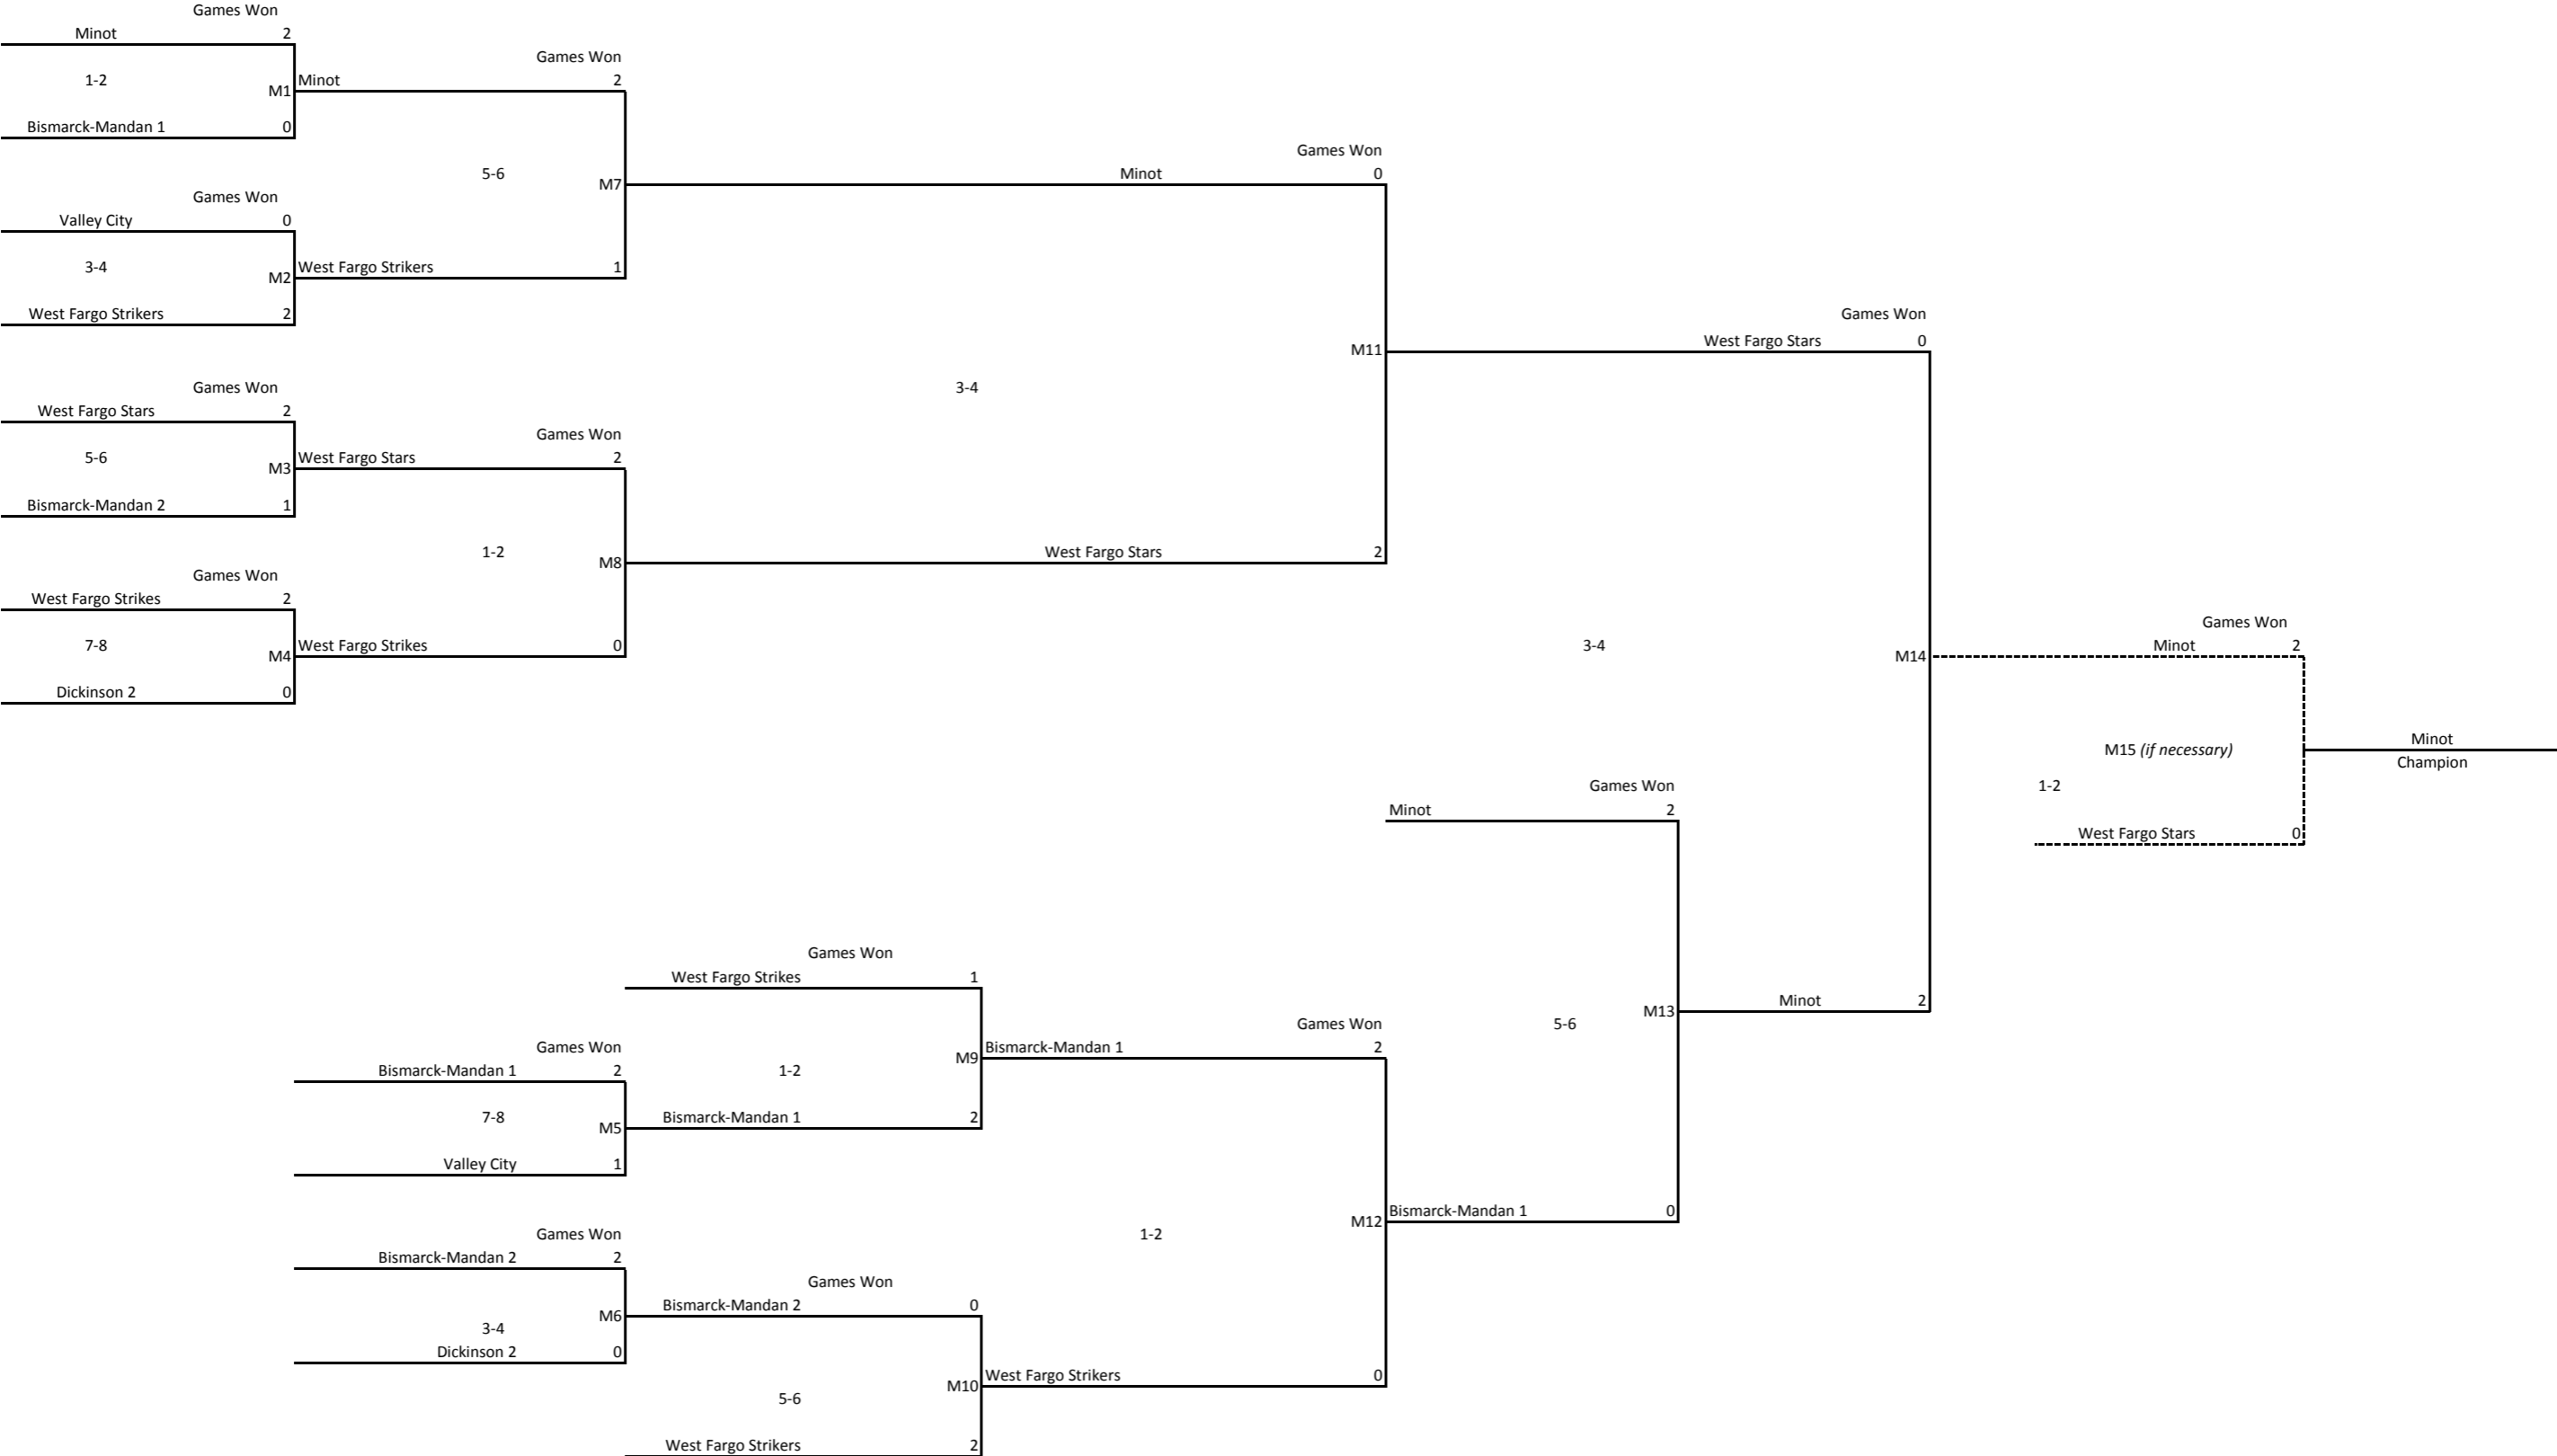 Games Won
Minot 2
1-2
M1
Bismarck-Mandan 1 0
Games Won
Minot 2
5-6
M7
Games Won
Valley City 0
3-4
M2
West Fargo Strikers 2
West Fargo Strikers 1
Games Won
Minot 0
3-4
M11
Games Won
West Fargo Stars 2
5-6
M3
Bismarck-Mandan 2 1
Games Won
West Fargo Stars 2
1-2
M8
Games Won
West Fargo Strikes 2
7-8
M4
Dickinson 2 0
West Fargo Strikes 0
West Fargo Stars 2
Games Won
West Fargo Stars 0
3-4
M14
Games Won
Minot 2
M15 (if necessary)
1-2
West Fargo Stars 0
Minot
Champion
Games Won
Minot 2
5-6
M13
Minot 2
Games Won
West Fargo Strikes 1
1-2
M9
Games Won
Bismarck-Mandan 1 2
7-8
M5
Valley City 1
Bismarck-Mandan 1 2
Games Won
Bismarck-Mandan 1 2
1-2
M12
Bismarck-Mandan 1 0
Games Won
Bismarck-Mandan 2 2
M6
3-4
Dickinson 2 0
Games Won
Bismarck-Mandan 2 0
M10
5-6
West Fargo Strikers 0
West Fargo Strikers 2